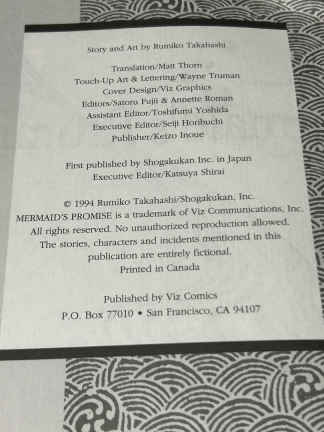 Story and Art by Rumiko Takahashi
Translation/Matt Thorn
Touch-Up Art & Lettering/Wayne Truman
Cover Design/Viz Graphics
Editors/Satoru Fujii & Annette Roman
Assistant Editor/Toshifumi Yoshida
Executive Editor/Seiji Horibuchi
Publisher/Keizo Inoue
First published by Shogakukan Inc. in Japan
Executive Editor/Katsuya Shirai
© 1994 Rumiko Takahashi/Shogakukan, Inc.
MERMAID'S PROMISE is a trademark of Viz Communications, Inc.
All rights reserved. No unauthorized reproduction allowed.
The stories, characters and incidents mentioned in this
publication are entirely fictional.
Printed in Canada
Published by Viz Comics
P.O. Box 77010 • San Francisco, CA 94107